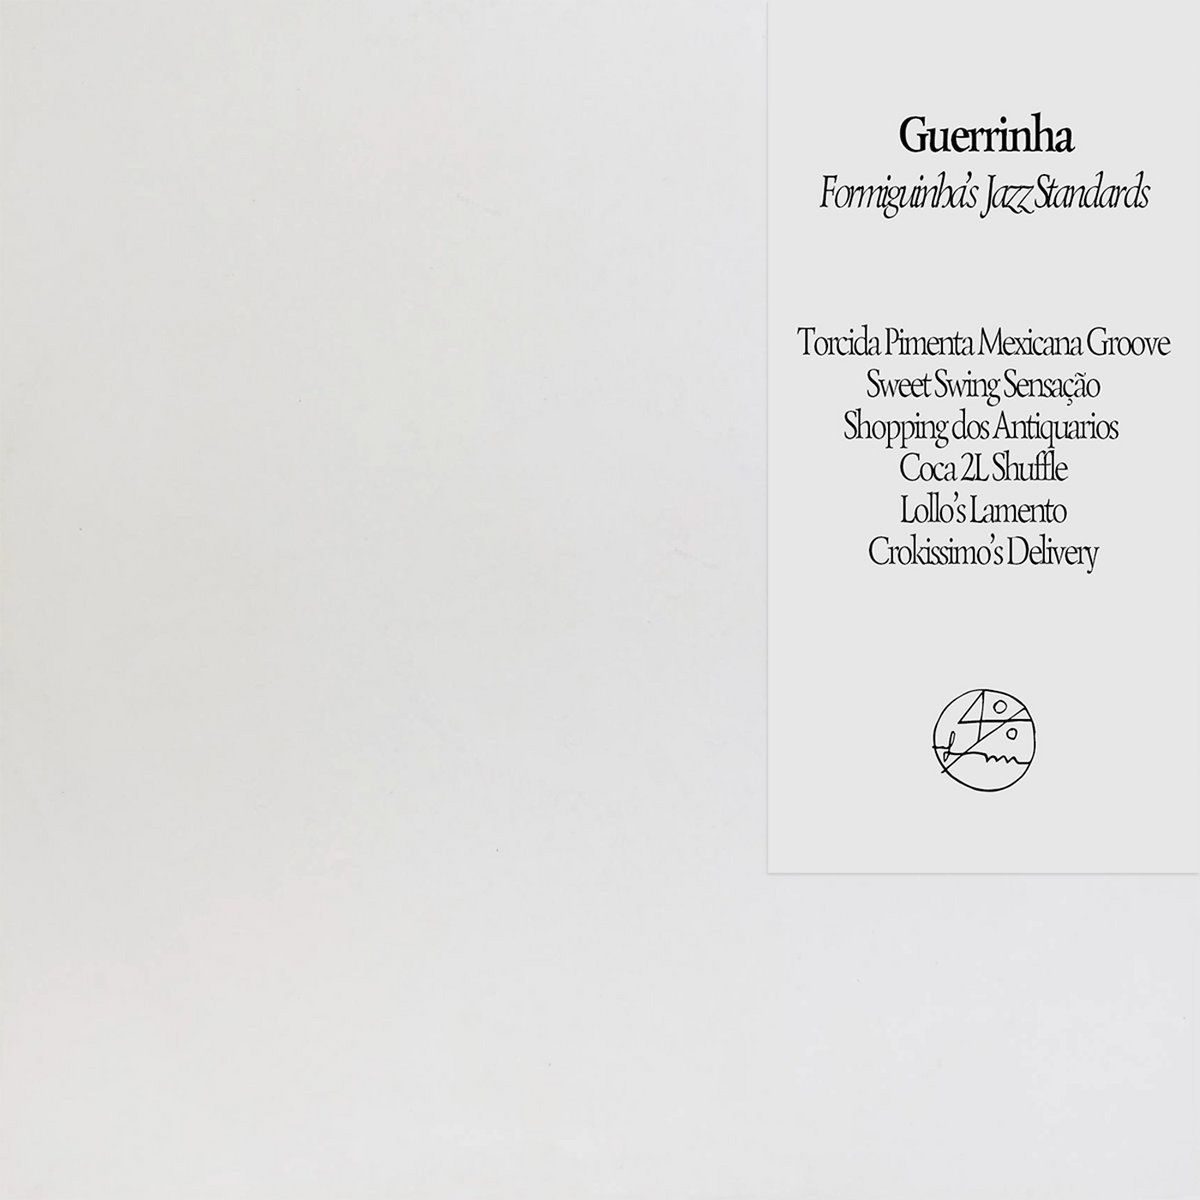 Guerrinha
Formiguinha's Jazz Standards
Torcida Pimenta Mexicana Groove
Sweet Swing Sensação
Shopping dos Antiquarios
Coca 2L Shuffle
Lollo's Lamento
Crokissimo's Delivery